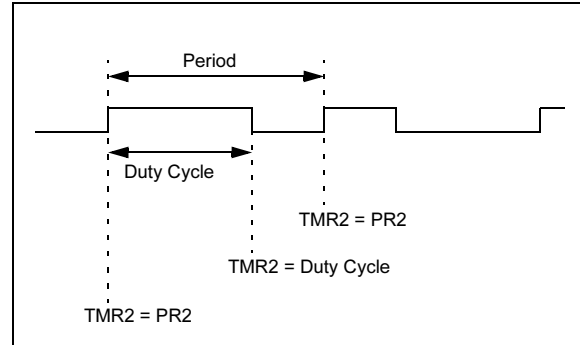 Period
Duty Cycle
TMR2 = PR2
TMR2 = Duty Cycle
TMR2 = PR2